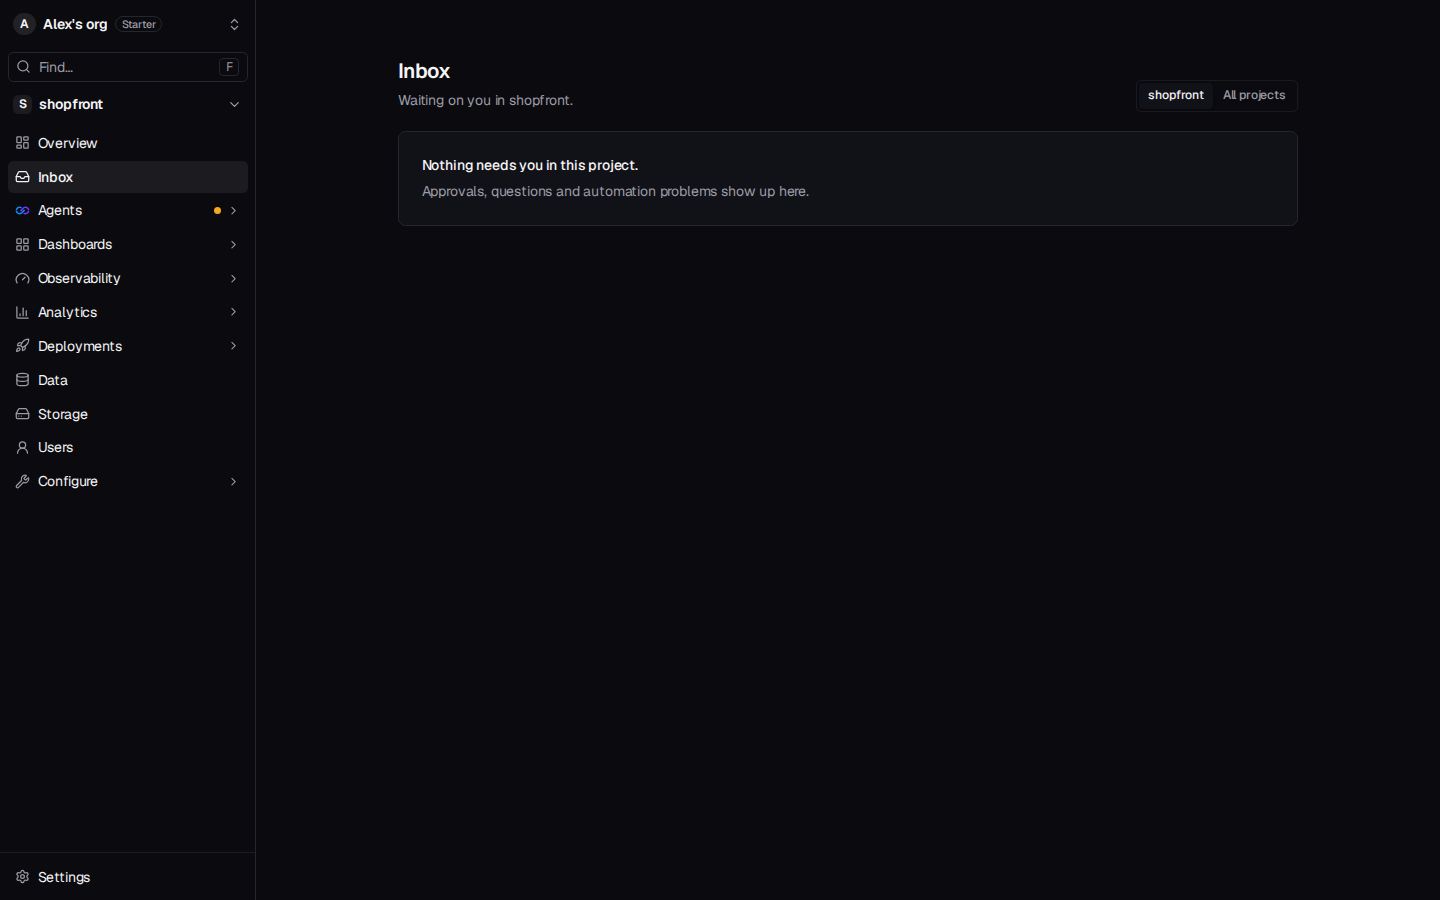 A Alex's org Starter
Find... F
S shopfront
Overview
Inbox
Agents
Dashboards
Observability
Analytics
Deployments
Data
Storage
Users
Configure
Settings
Inbox
Waiting on you in shopfront.
shopfront All projects
Nothing needs you in this project.
Approvals, questions and automation problems show up here.